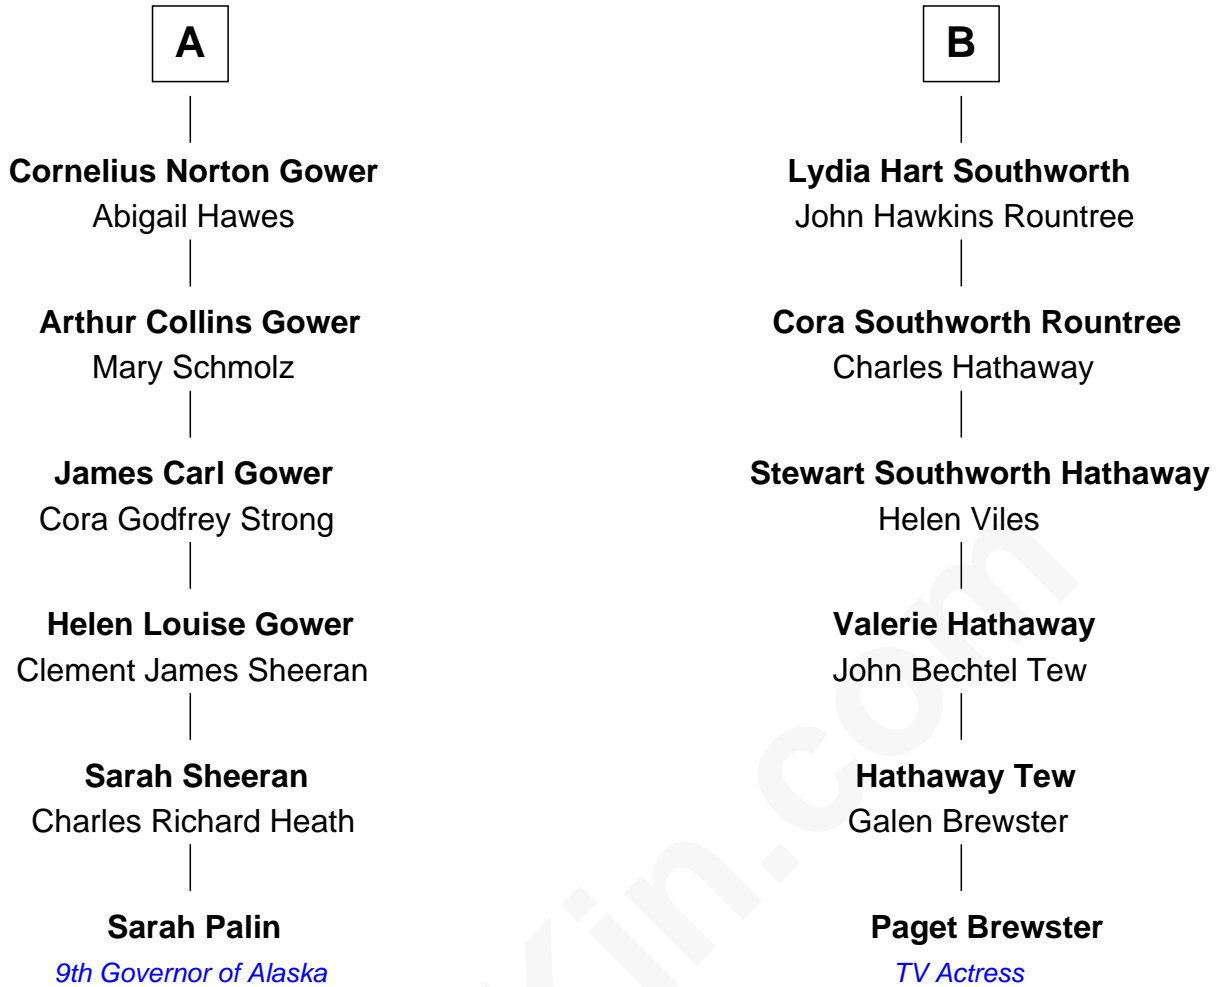 A
Cornelius Norton Gower
Abigail Hawes
Arthur Collins Gower
Mary Schmolz
James Carl Gower
Cora Godfrey Strong
Helen Louise Gower
Clement James Sheeran
Sarah Sheeran
Charles Richard Heath
Sarah Palin
9th Governor of Alaska
B
Lydia Hart Southworth
John Hawkins Rountree
Cora Southworth Rountree
Charles Hathaway
Stewart Southworth Hathaway
Helen Viles
Valerie Hathaway
John Bechtel Tew
Hathaway Tew
Galen Brewster
Paget Brewster
TV Actress
Kin.com